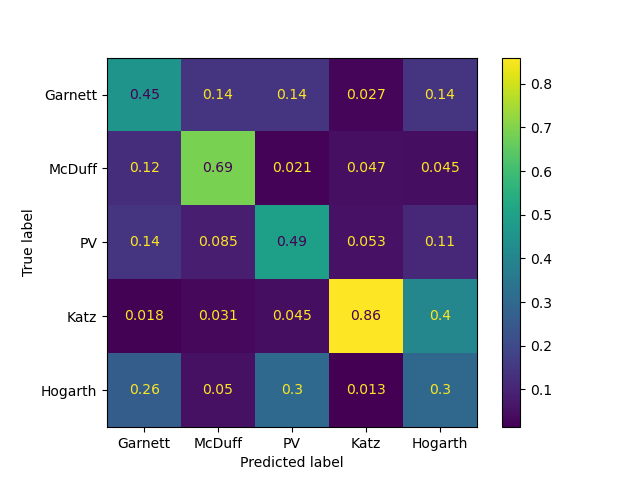 Garnett 0.45 0.14 0.14 0.027 0.14
McDuff 0.12 0.69 0.021 0.047 0.045
PV 0.14 0.085 0.49 0.053 0.11
Katz 0.018 0.031 0.045 0.86 0.4
Hogarth 0.26 0.05 0.3 0.013 0.3
Garnett McDuff PV Katz Hogarth
Predicted label
True label
0.8
0.7
0.6
0.5
0.4
0.3
0.2
0.1